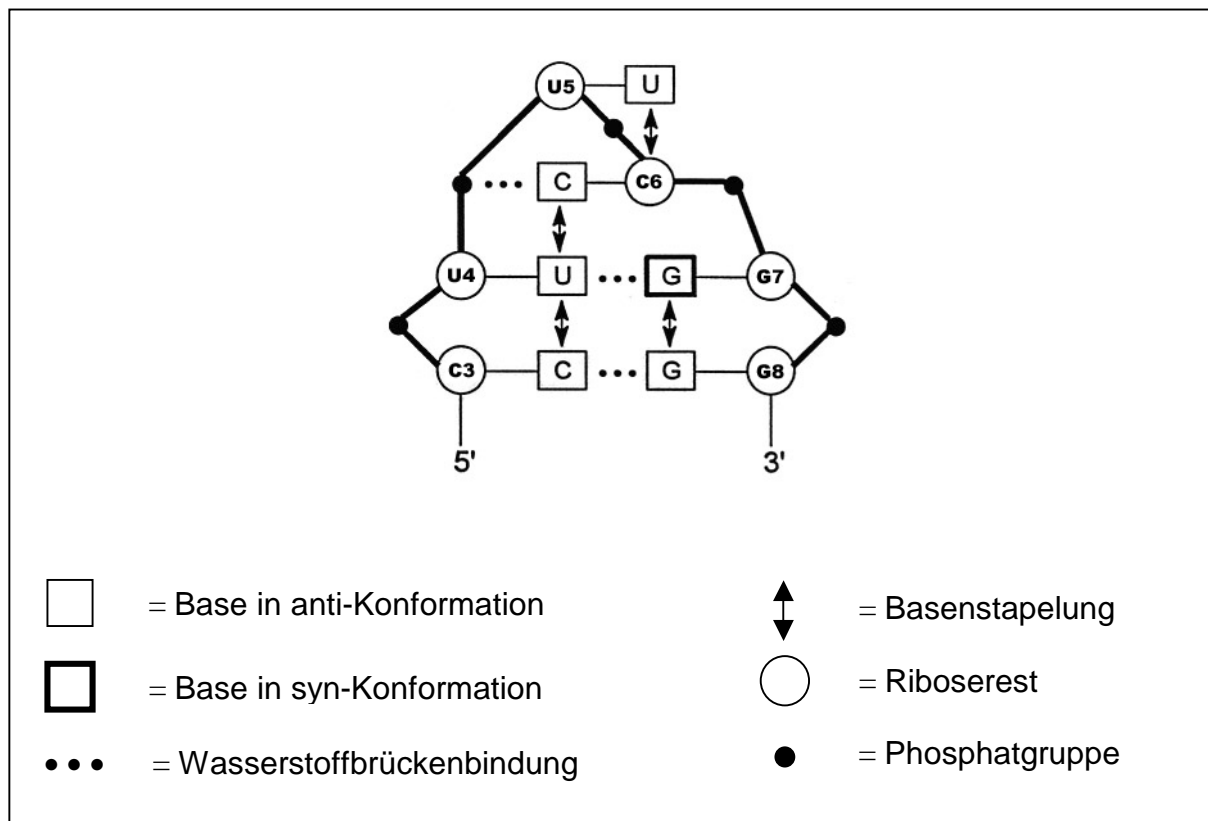 U5 U
C C6
U4 U G G7
C3 C G G8
5' 3'
= Base in anti-Konformation
= Base in syn-Konformation
= Wasserstoffbrückenbindung
= Basenstapelung
= Riboserest
= Phosphatgruppe